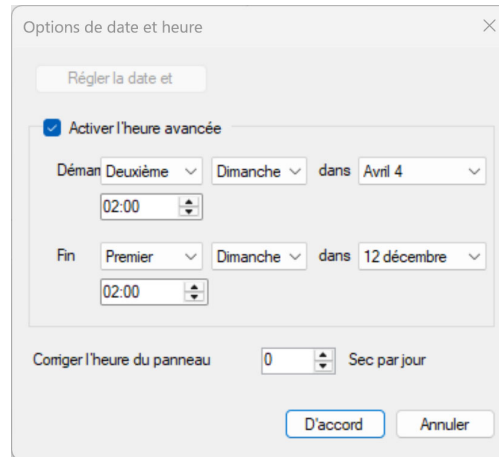 Options de date et heure
Régler la date et
Activer l'heure avancée
Démarr Deuxième Dimanche dans Avril 4
02:00
Fin Premier Dimanche dans 12 décembre
02:00
Corriger l'heure du panneau 0 Sec par jour
D'accord Annuler